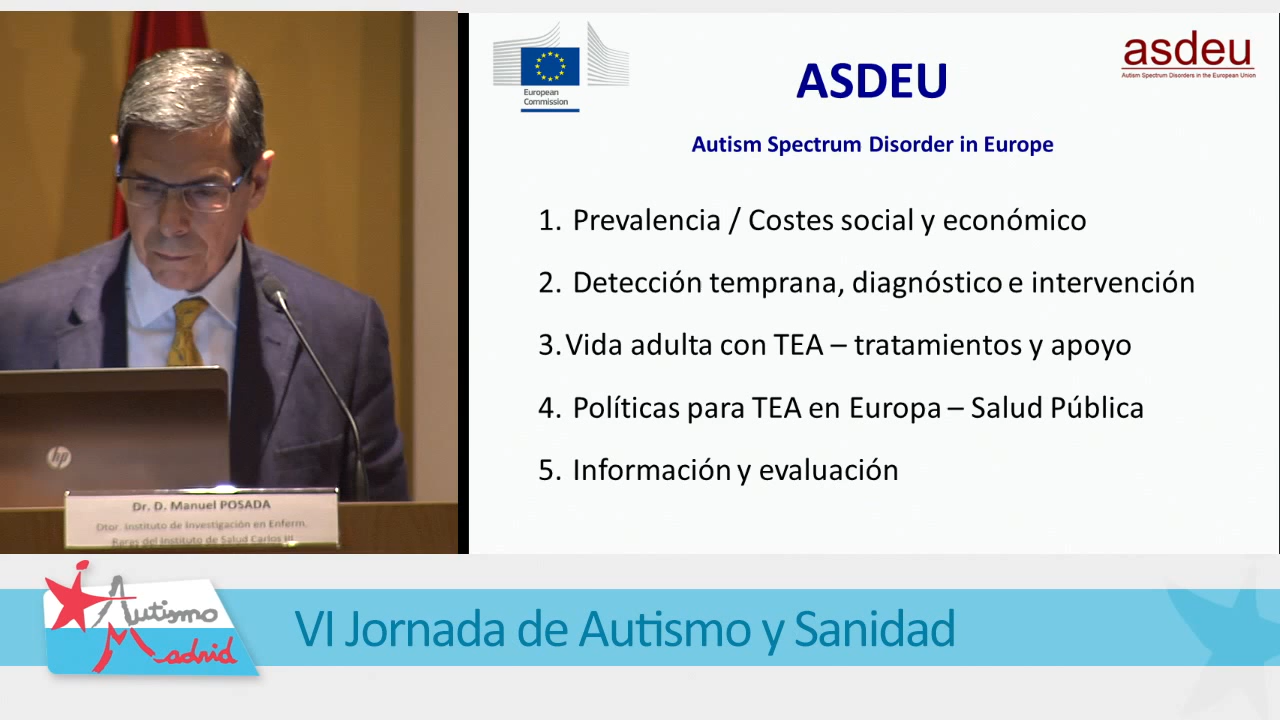 European
Commission
asdeu
Autism Spectrum Disorders in the European Union
ASDEU
Autism Spectrum Disorder in Europe
1. Prevalencia / Costes social y económico
2. Detección temprana, diagnóstico e intervención
3. Vida adulta con TEA – tratamientos y apoyo
4. Políticas para TEA en Europa – Salud Pública
5. Información y evaluación
hp
Dr. D. Manuel POSADA
Dtor. Instituto de Investigación en Enferm.
Raras del Instituto de Salud Carlos III
Autismo
Madrid
VI Jornada de Autismo y Sanidad